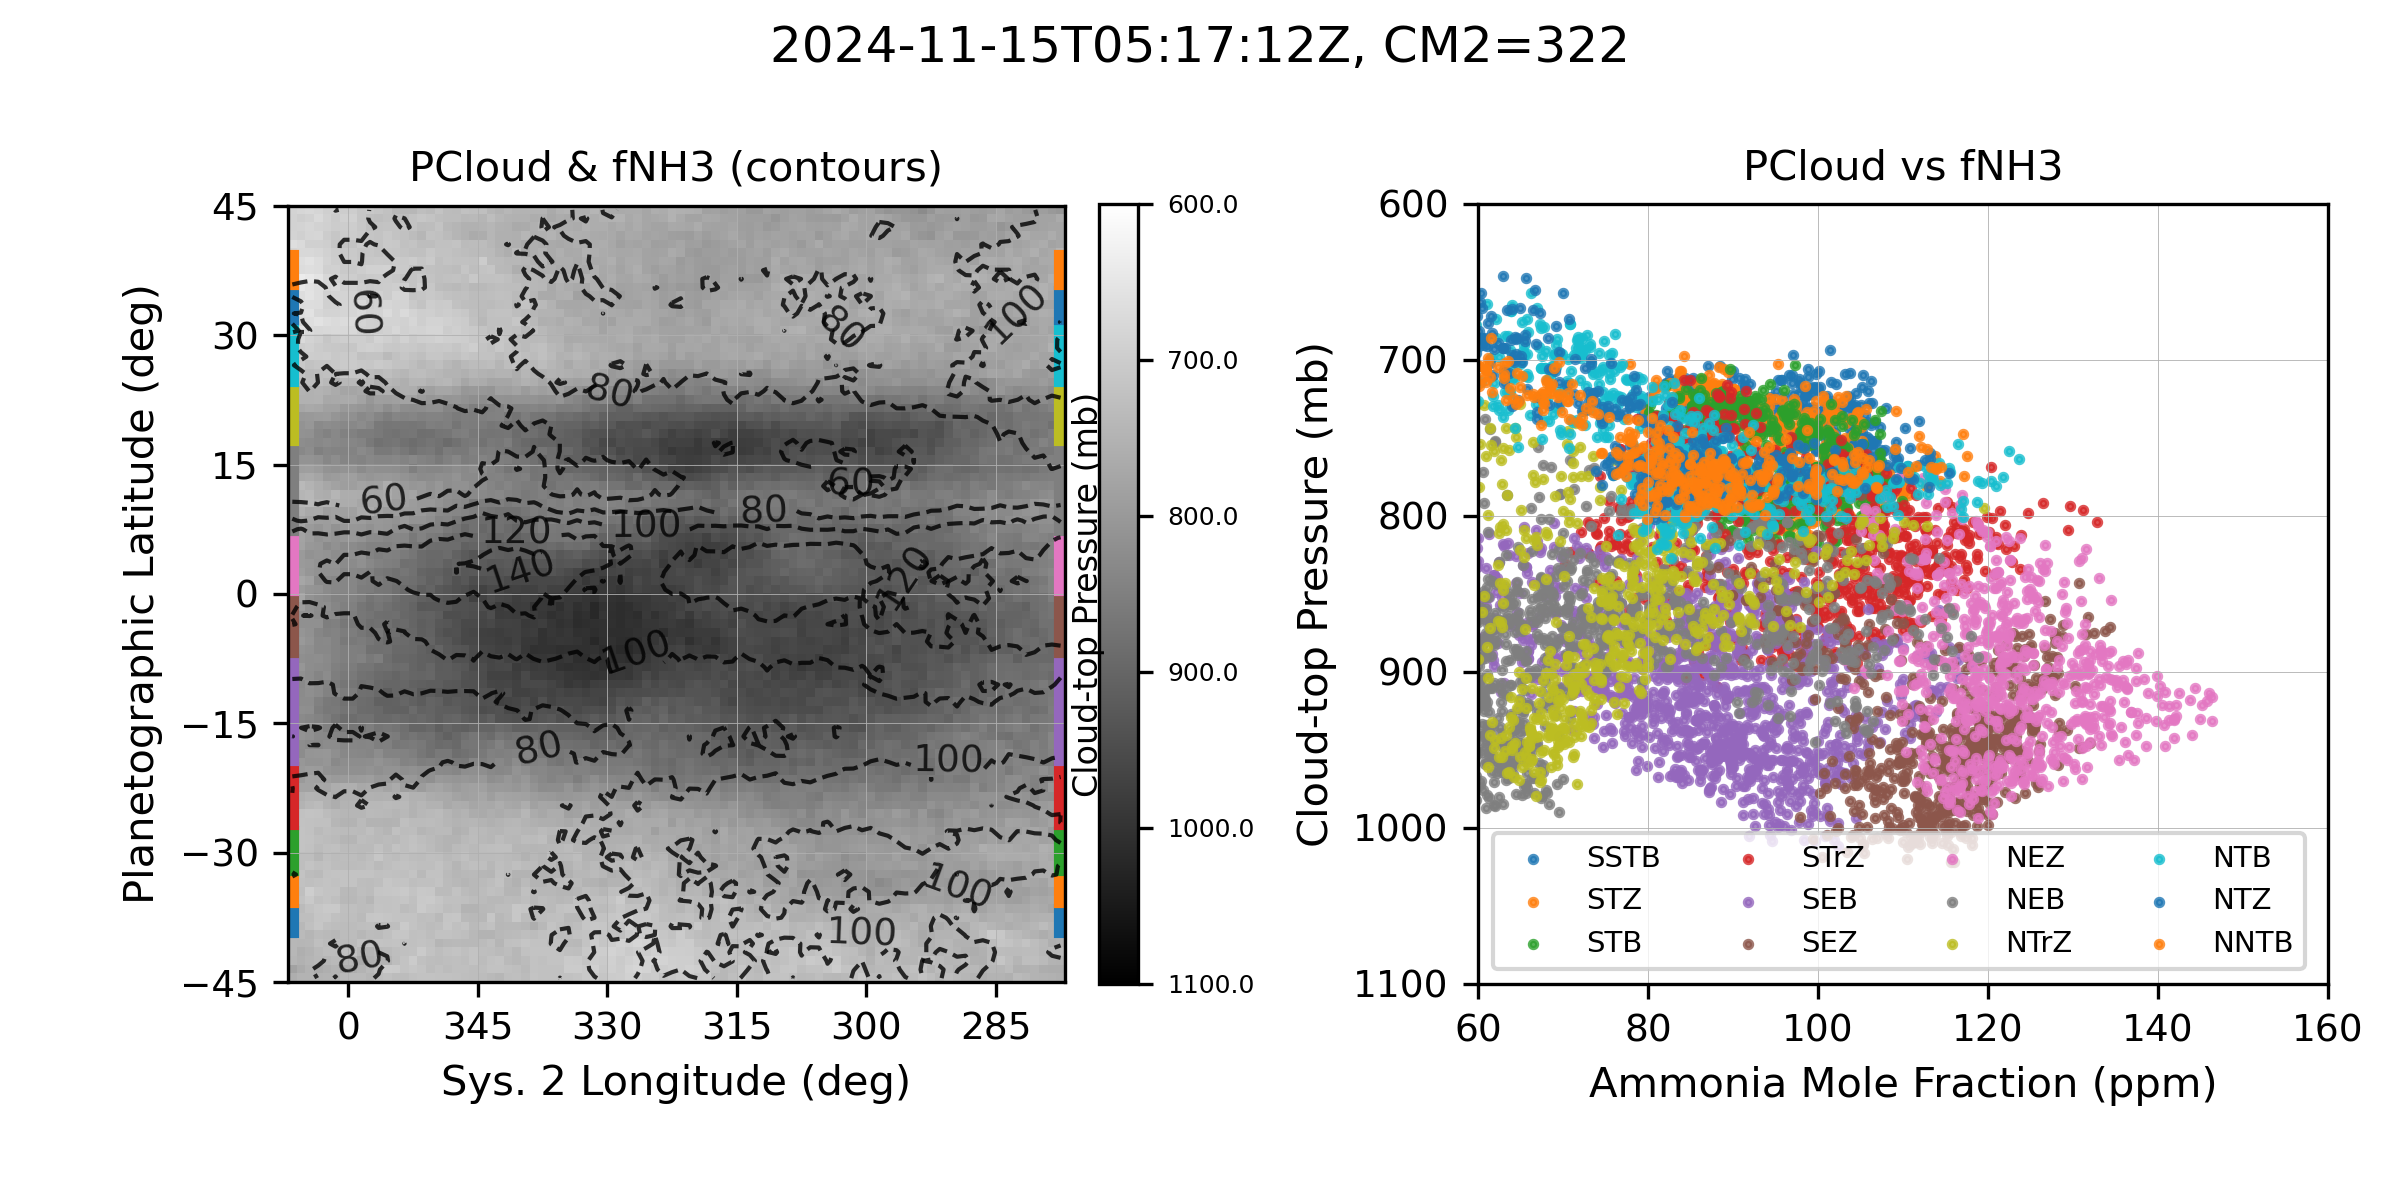 2024-11-15T05:17:12Z, CM2=322
PCloud & fNH3 (contours)
45
30
15
0
−15
−30
−45
Planetographic Latitude (deg)
0 345 330 315 300 285
Sys. 2 Longitude (deg)
60
100
80
80
60
60
80
120
100
140
120
100
80
100
100
100
80
600.0
700.0
800.0
900.0
1000.0
1100.0
Cloud-top Pressure (mb)
PCloud vs fNH3
600
700
800
900
1000
1100
Cloud-top Pressure (mb)
60 80 100 120 140 160
Ammonia Mole Fraction (ppm)
SSTB STrZ NEZ NTB
STZ SEB NEB NTZ
STB SEZ NTrZ NNTB